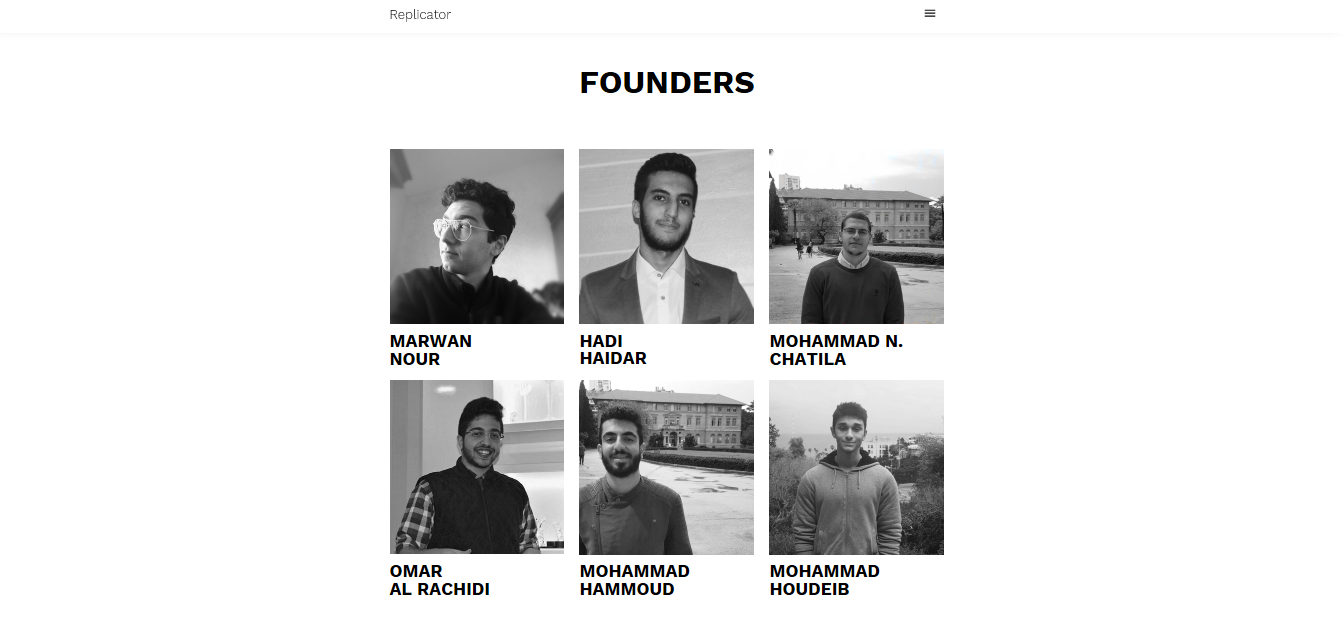 Replicator
FOUNDERS
MARWAN
NOUR
HADI
HAIDAR
MOHAMMAD N.
CHATILA
OMAR
AL RACHIDI
MOHAMMAD
HAMMOUD
MOHAMMAD
HOUDEIB